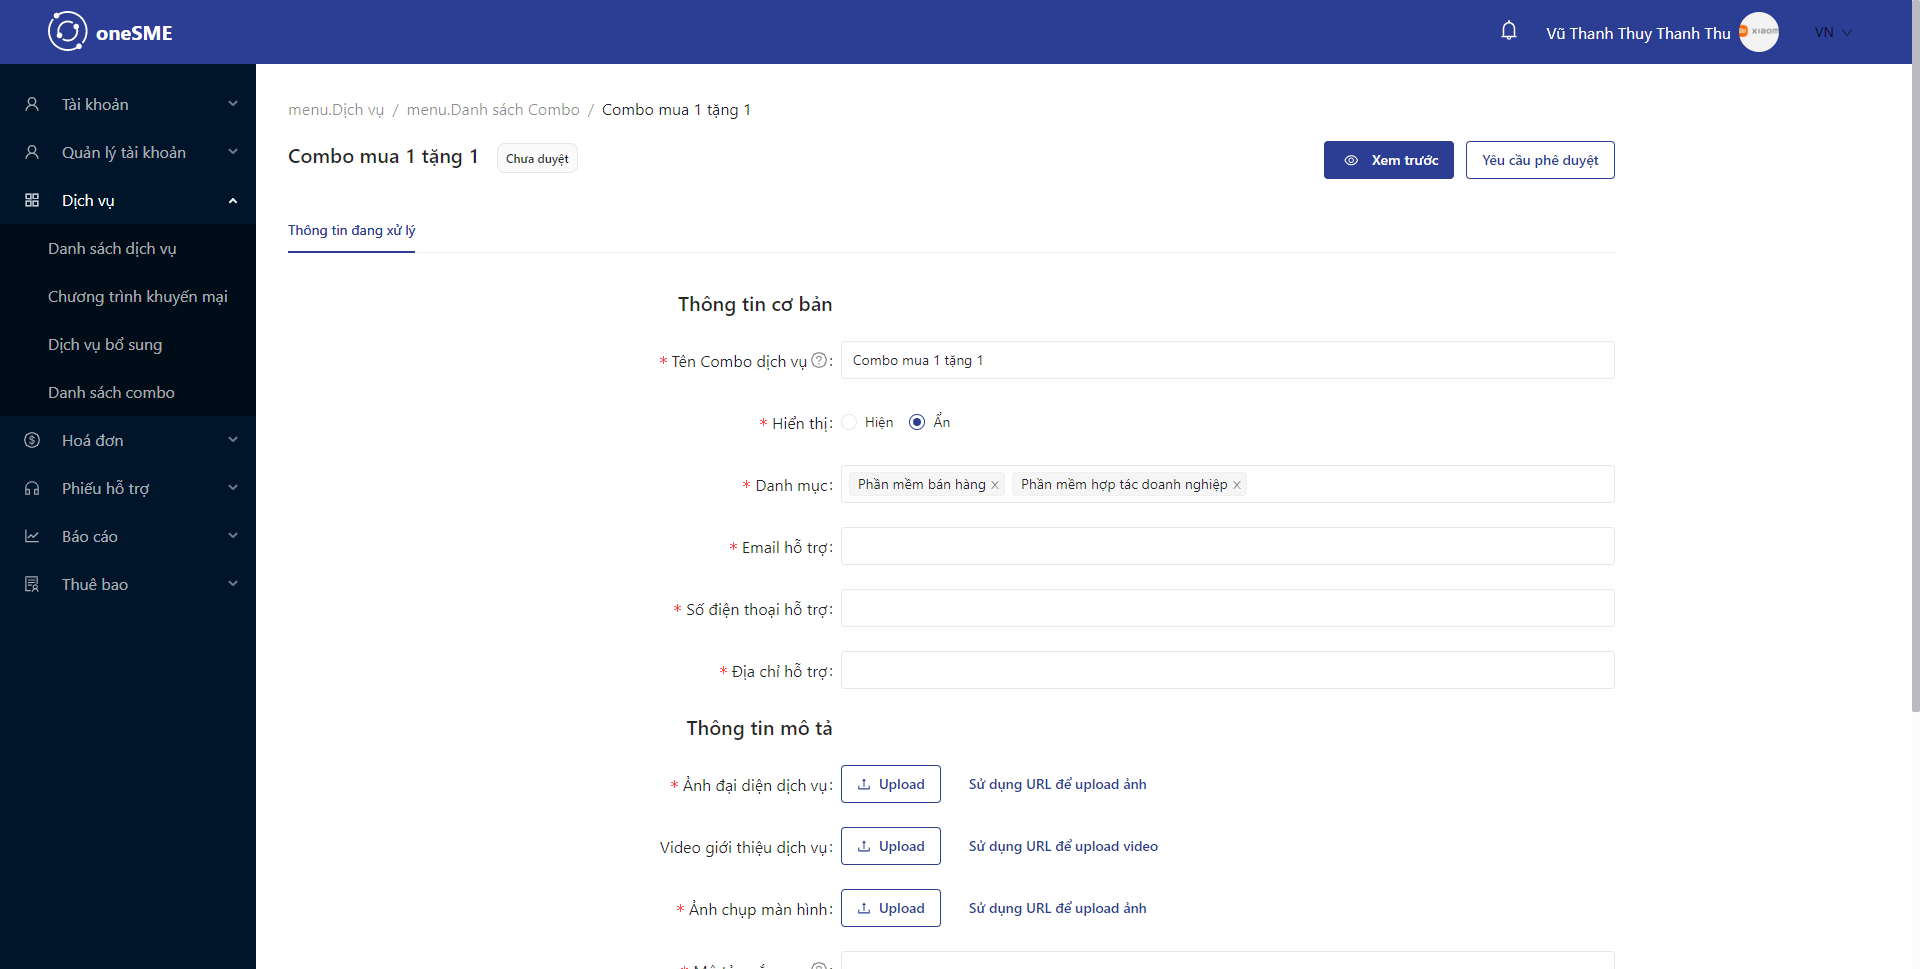 oneSME
Vũ Thanh Thuy Thanh Thu
xiaom
VN
Tài khoản
Quản lý tài khoản
Dịch vụ
Danh sách dịch vụ
Chương trình khuyến mại
Dịch vụ bổ sung
Danh sách combo
Hoá đơn
Phiếu hỗ trợ
Báo cáo
Thuê bao
menu.Dịch vụ / menu.Danh sách Combo / Combo mua 1 tặng 1
Combo mua 1 tặng 1 Chưa duyệt
Xem trước Yêu cầu phê duyệt
Thông tin đang xử lý
Thông tin cơ bản
* Tên Combo dịch vụ ? : Combo mua 1 tặng 1
* Hiển thị: Hiện Ẩn
* Danh mục: Phần mềm bán hàng × Phần mềm hợp tác doanh nghiệp ×
* Email hỗ trợ:
* Số điện thoại hỗ trợ:
* Địa chỉ hỗ trợ:
Thông tin mô tả
* Ảnh đại diện dịch vụ: Upload Sử dụng URL để upload ảnh
Video giới thiệu dịch vụ: Upload Sử dụng URL để upload video
* Ảnh chụp màn hình: Upload Sử dụng URL để upload ảnh